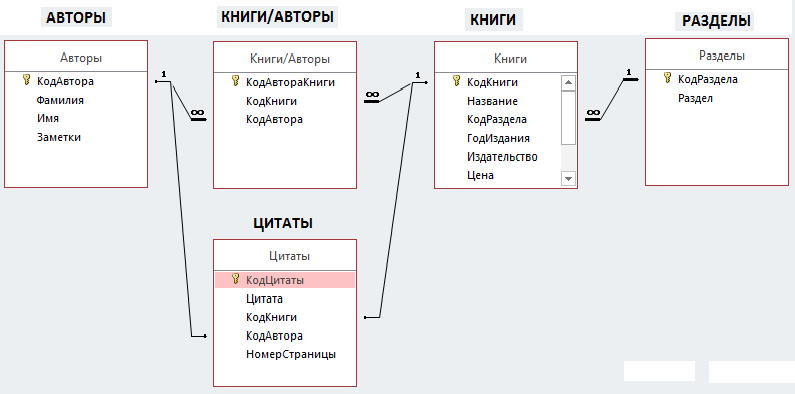 АВТОРЫ
КНИГИ/АВТОРЫ
КНИГИ
РАЗДЕЛЫ
Авторы
КодАвтора
Фамилия
Имя
Заметки
1
∞
Книги/Авторы
КодАвтораКниги
КодКниги
КодАвтора
∞
1
Книги
КодКниги
Название
КодРаздела
ГодИздания
Издательство
Цена
∞
1
Разделы
КодРаздела
Раздел
ЦИТАТЫ
Цитаты
КодЦитаты
Цитата
КодКниги
КодАвтора
НомерСтраницы